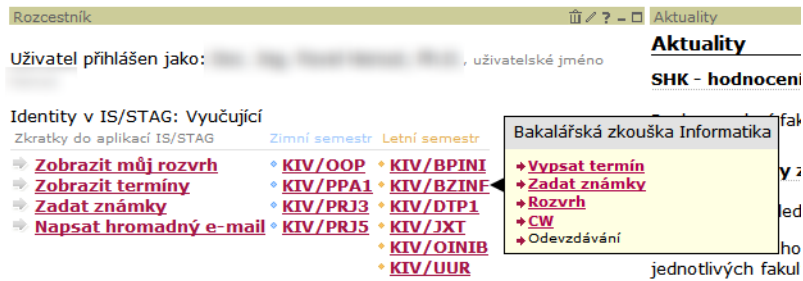 Rozcestník
Uživatel přihlášen jako: , uživatelské jméno
Identity v IS/STAG: Vyučující
Zkratky do aplikací IS/STAG
Zobrazit můj rozvrh
Zobrazit termíny
Zadat známky
Napsat hromadný e-mail
Zimní semestr
KIV/OOP
KIV/PPA1
KIV/PRJ3
KIV/PRJ5
Letní semestr
KIV/BPINI
KIV/BZINF
KIV/DTP1
KIV/JXT
KIV/OINIB
KIV/UUR
Bakalářská zkouška Informatika
Vypsat termín
Zadat známky
Rozvrh
CW
Odevzdávání
Aktuality
Aktuality
SHK - hodnocení
jednotlivých fakul